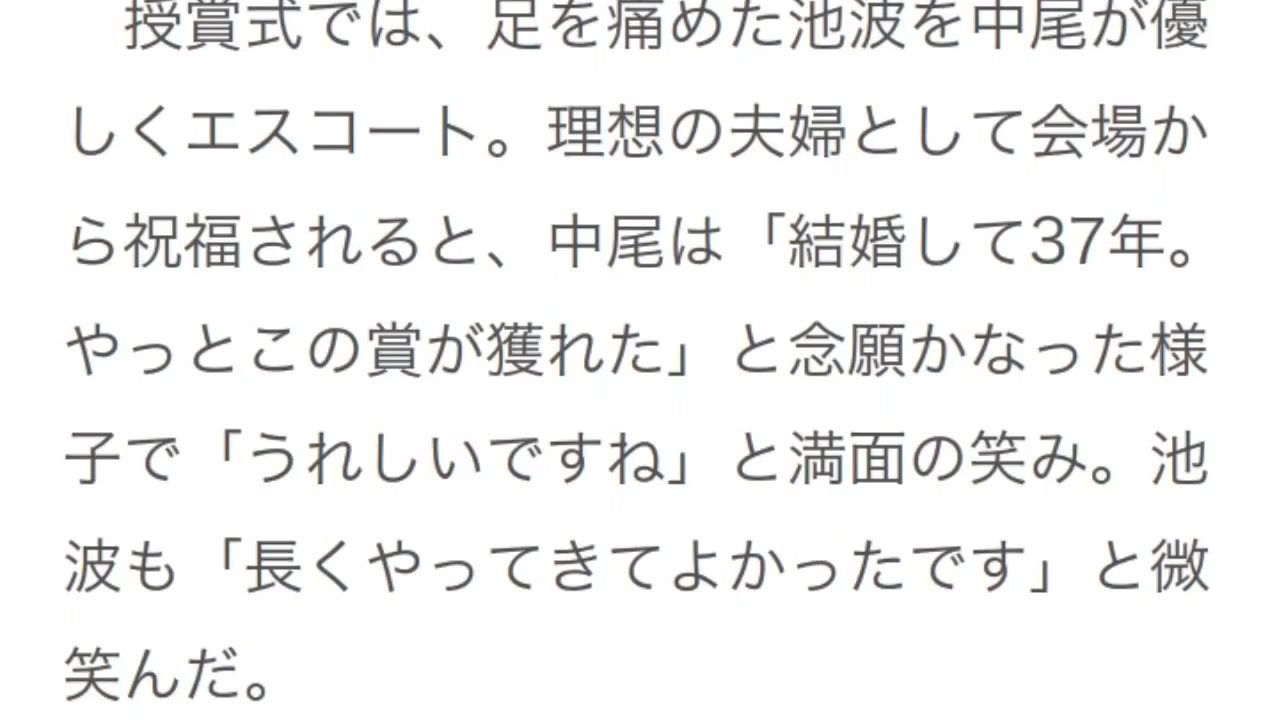 授賞式では、足を痛めた池波を中尾が優
しくエスコート。理想の夫婦として会場か
ら祝福されると、中尾は「結婚して37年。
やっとこの賞が獲れた」と念願かなった様
子で「うれしいですね」と満面の笑み。池
波も「長くやってきてよかったです」と微
笑んだ。